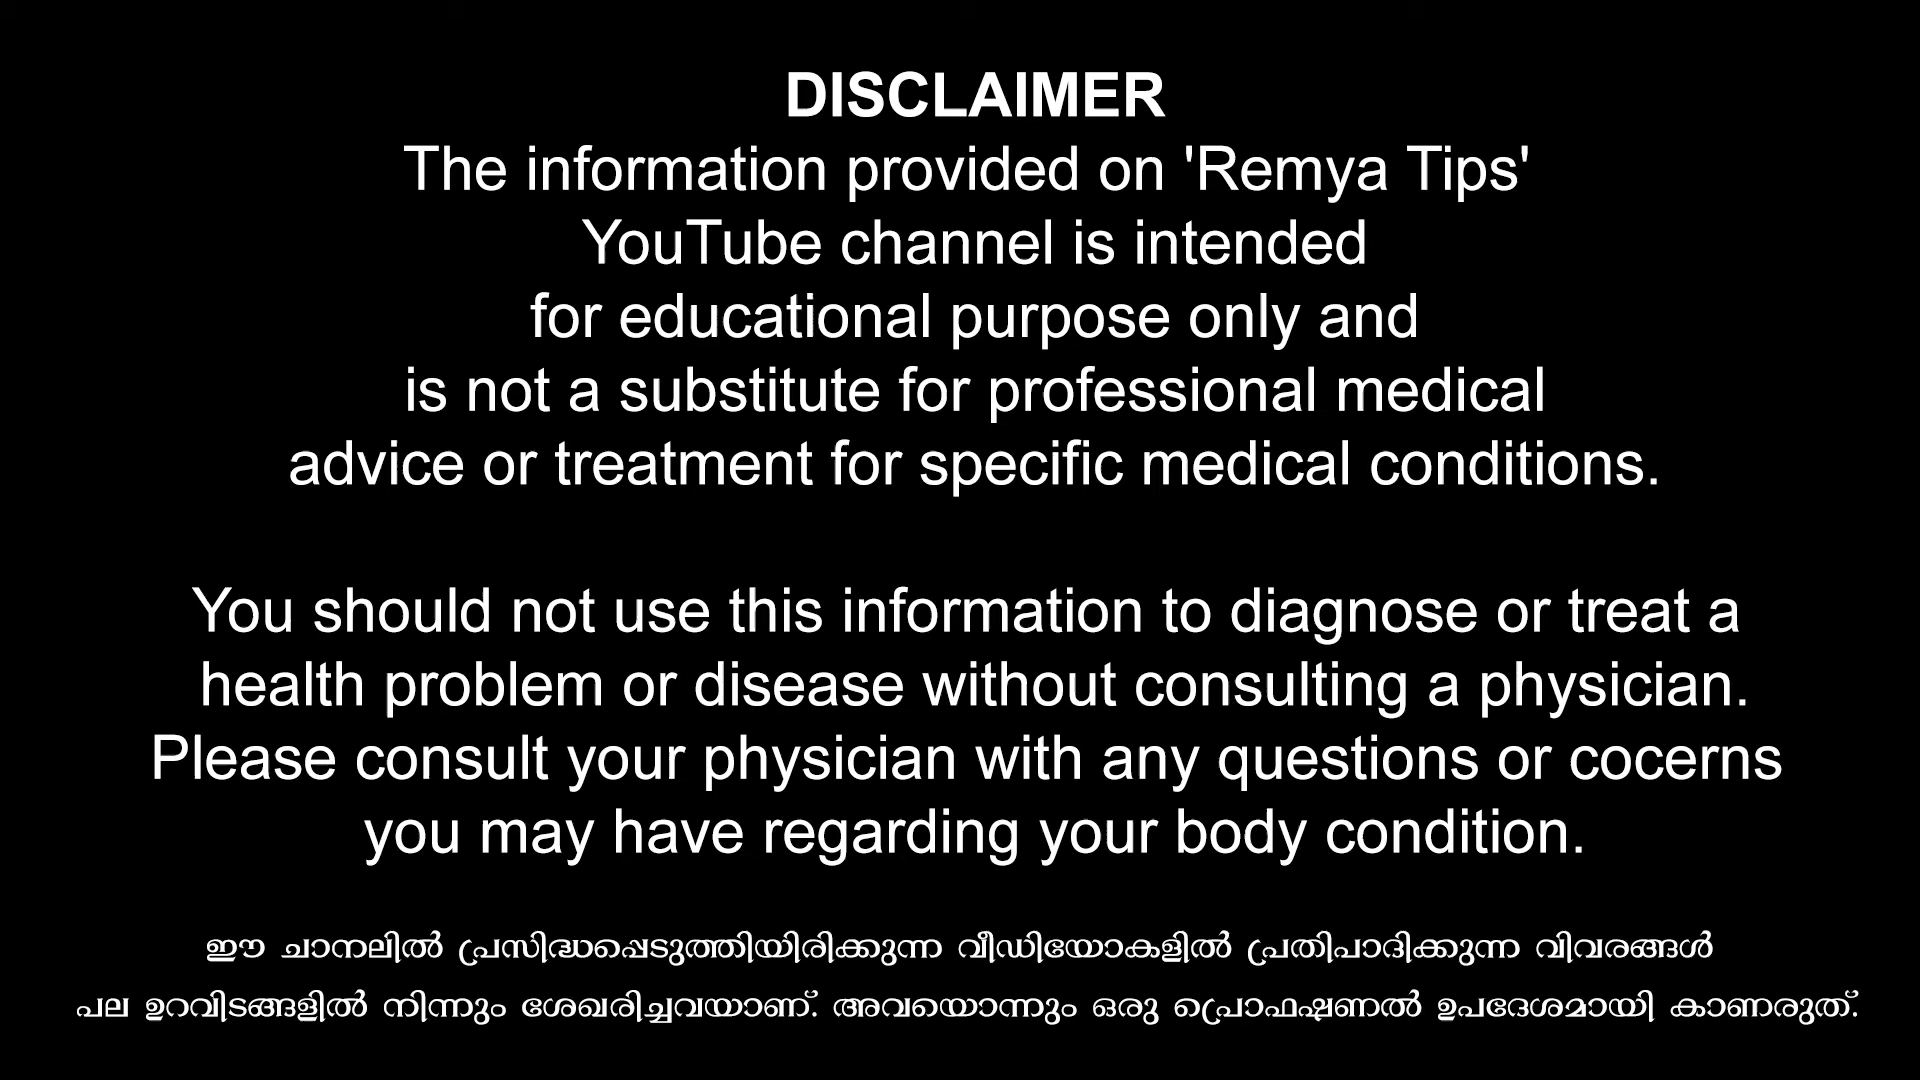 DISCLAIMER
The information provided on 'Remya Tips'
YouTube channel is intended
for educational purpose only and
is not a substitute for professional medical
advice or treatment for specific medical conditions.
You should not use this information to diagnose or treat a
health problem or disease without consulting a physician.
Please consult your physician with any questions or cocerns
you may have regarding your body condition.
ഈ ചാനലിൽ പ്രസിദ്ധപ്പെടുത്തിയിരിക്കുന്ന വീഡിയോകളിൽ പ്രതിപാദിക്കുന്ന വിവരങ്ങൾ
പല ഉറവിടങ്ങളിൽ നിന്നും ശേഖരിച്ചവയാണ്. അവയൊന്നും ഒരു പ്രൊഫഷണൽ ഉപദേശമായി കാണരുത്.